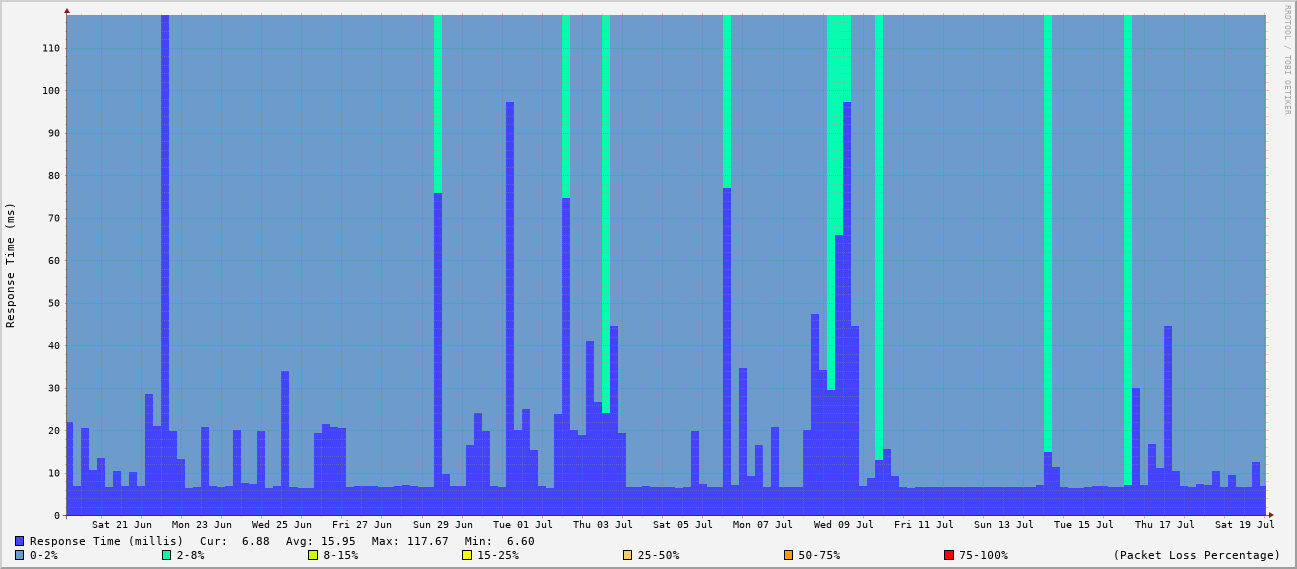 RRDTOOL / TOBI OETIKER
Response Time (ms)
110
100
90
80
70
60
50
40
30
20
10
0
Sat 21 Jun Mon 23 Jun Wed 25 Jun Fri 27 Jun Sun 29 Jun Tue 01 Jul Thu 03 Jul Sat 05 Jul Mon 07 Jul Wed 09 Jul Fri 11 Jul Sun 13 Jul Tue 15 Jul Thu 17 Jul Sat 19 Jul
Response Time (millis) Cur: 6.88 Avg: 15.95 Max: 117.67 Min: 6.60
0-2% 2-8% 8-15% 15-25% 25-50% 50-75% 75-100% (Packet Loss Percentage)